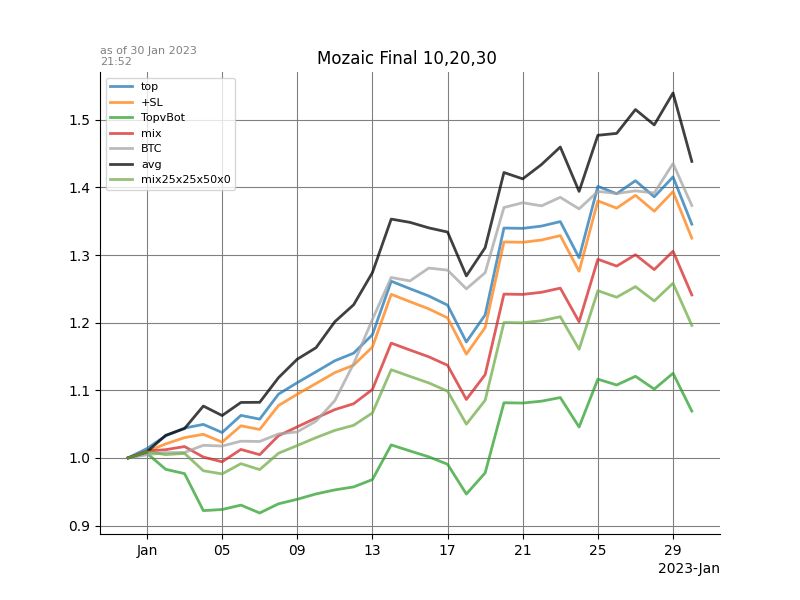 as of 30 Jan 2023
21:52
Mozaic Final 10,20,30
top
+SL
TopvBot
mix
BTC
avg
mix25x25x50x0
1.5
1.4
1.3
1.2
1.1
1.0
0.9
Jan 05 09 13 17 21 25 29
2023-Jan